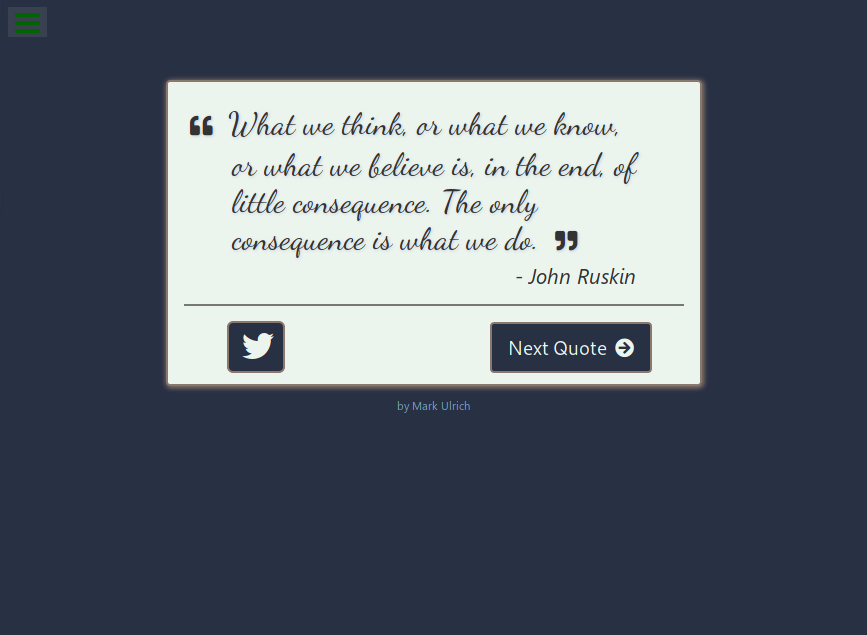 “ What we think, or what we know,
or what we believe is, in the end, of
little consequence. The only
consequence is what we do. ”
- John Ruskin
Next Quote
by Mark Ulrich